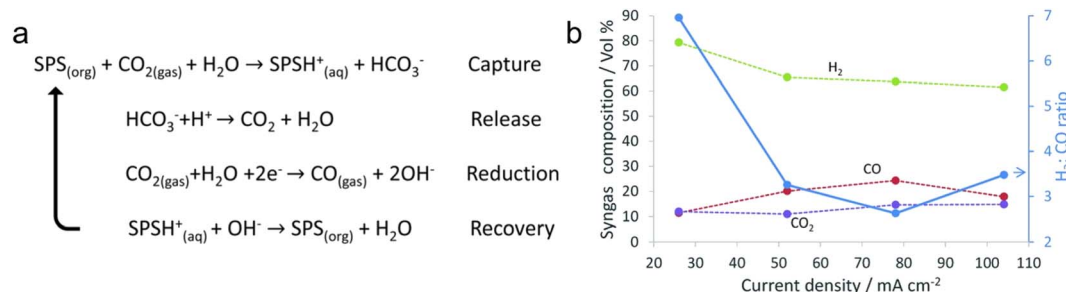 a
SPS(org) + CO2(gas) + H2O → SPSH+(aq) + HCO3- Capture
HCO3-+H+ → CO2 + H2O Release
CO2(gas)+H2O +2e- → CO(gas) + 2OH- Reduction
SPSH+(aq) + OH- → SPS(org) + H2O Recovery
b
Syngas composition / Vol %
90
80
70
60
50
40
30
20
10
0
H2
CO
CO2
7
6
5
4
3
2
H2: CO ratio
20 30 40 50 60 70 80 90 100 110
Current density / mA cm-2